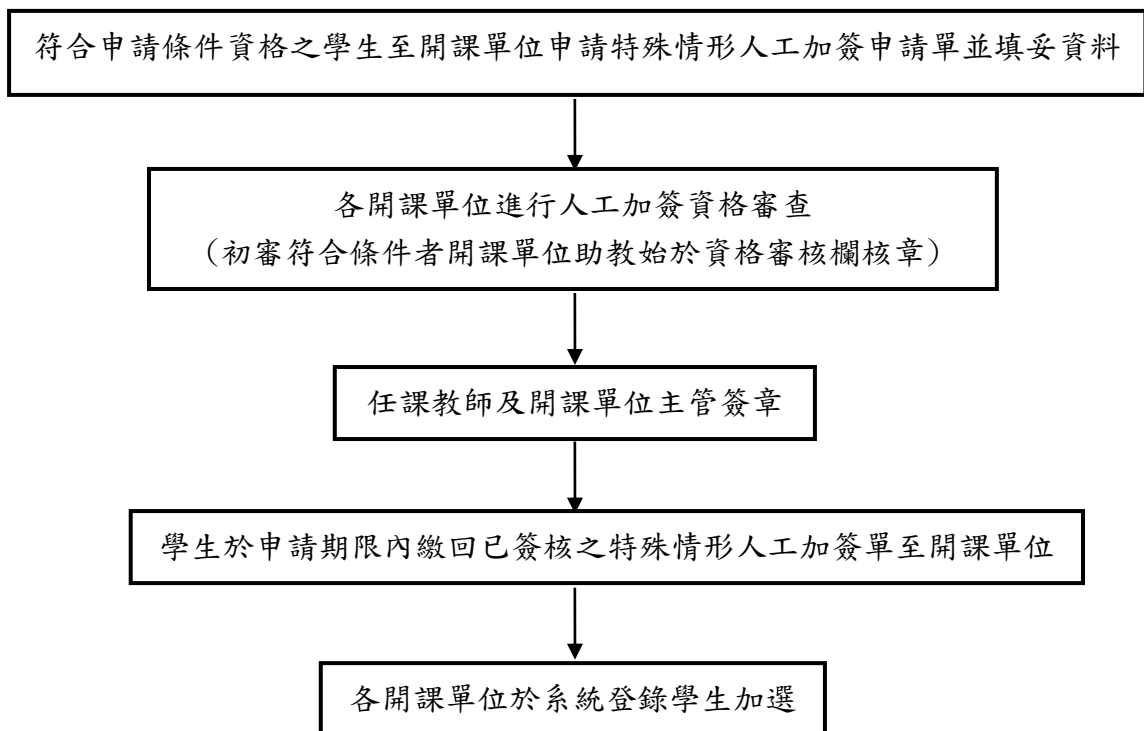 符合申請條件資格之學生至開課單位申請特殊情形人工加簽申請單並填妥資料
各開課單位進行人工加簽資格審查
（初審符合條件者開課單位助教始於資格審核欄核章）
任課教師及開課單位主管簽章
學生於申請期限內繳回已簽核之特殊情形人工加簽單至開課單位
各開課單位於系統登錄學生加選